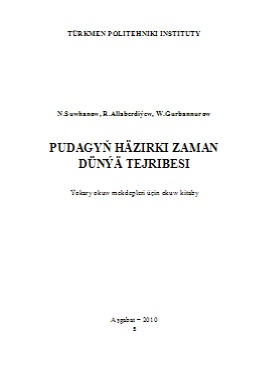 TÜRKMEN POLITEHNIKI INSTITUTY
N.Suwhanow, R.Allaberdiýew, W.Gurbannurow
PUDAGYŇ HÄZIRKI ZAMAN
DÜNÝÄ TEJRIBESI
Ýokary okuw mekdepleri üçin okuw kitaby
Aşgabat – 2010